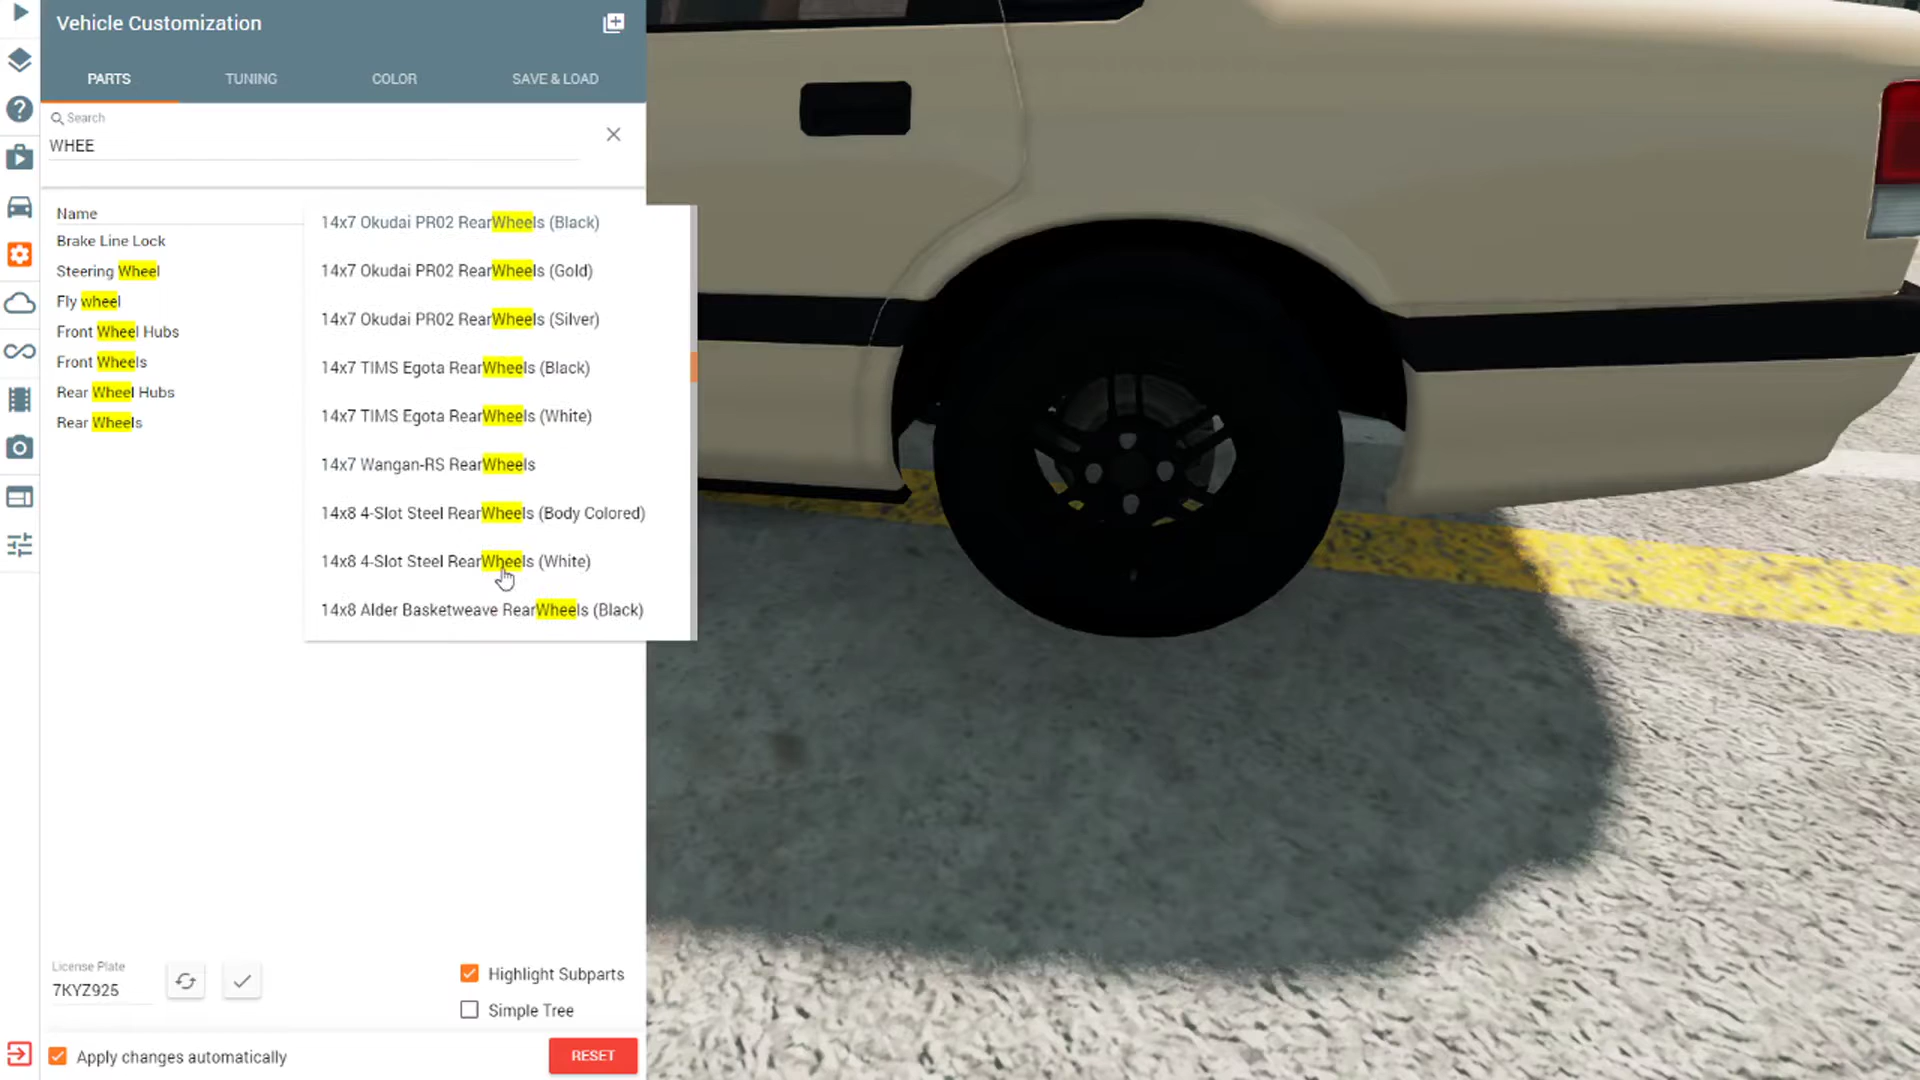 Vehicle Customization
PARTS TUNING COLOR SAVE & LOAD
Search
WHEE
Name
Brake Line Lock
Steering Wheel
Fly wheel
Front Wheel Hubs
Front Wheels
Rear Wheel Hubs
Rear Wheels
14x7 Okudai PR02 RearWheels (Black)
14x7 Okudai PR02 RearWheels (Gold)
14x7 Okudai PR02 RearWheels (Silver)
14x7 TIMS Egota RearWheels (Black)
14x7 TIMS Egota RearWheels (White)
14x7 Wangan-RS RearWheels
14x8 4-Slot Steel RearWheels (Body Colored)
14x8 4-Slot Steel RearWheels (White)
14x8 Alder Basketweave RearWheels (Black)
License Plate
7KYZ925
Highlight Subparts
Simple Tree
Apply changes automatically
RESET